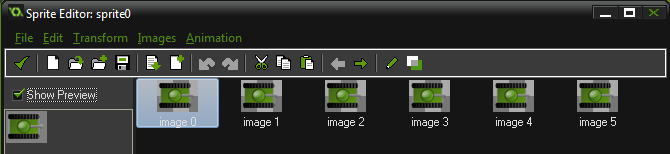 Sprite Editor: sprite0
File Edit Transform Images Animation
Show Preview
image 0 image 1 image 2 image 3 image 4 image 5